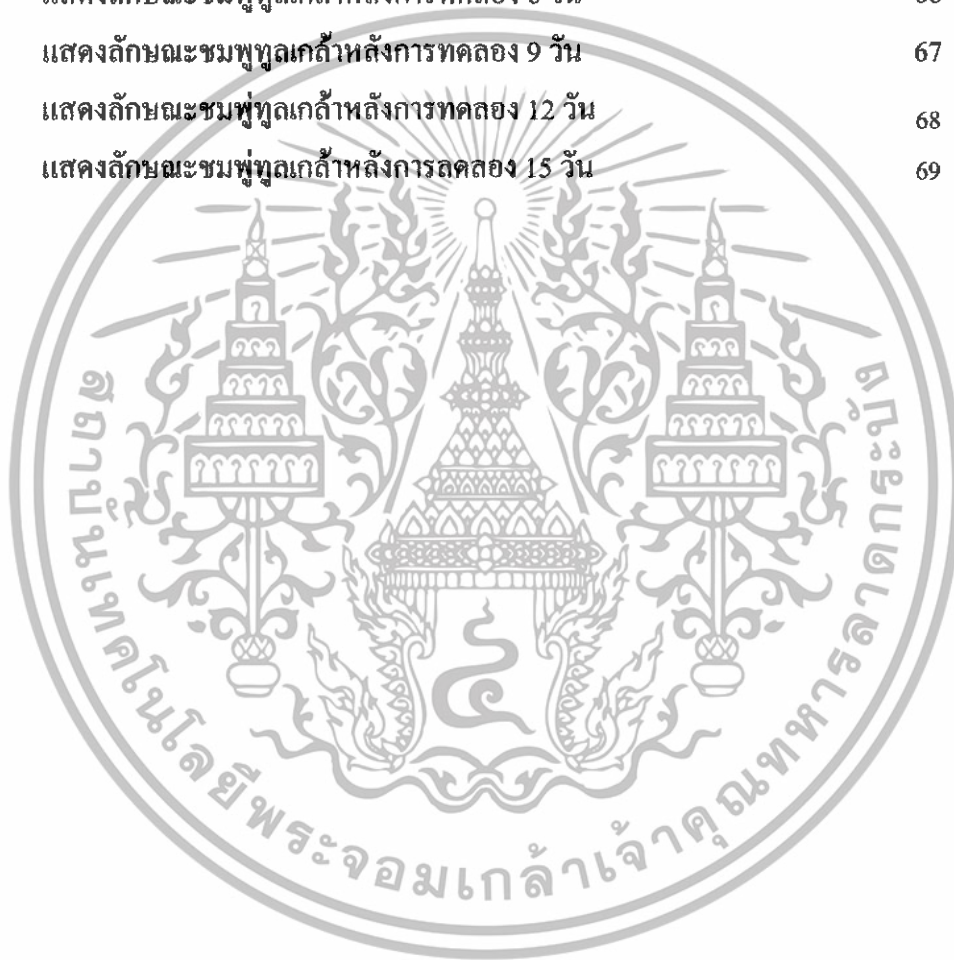 แสดงลักษณะชมพูทูลเกล้าหลังการทดลอง 9 วัน 67
แสดงลักษณะชมพู่ทูลเกล้าหลังการทดลอง 12 วัน 68
แสดงลักษณะชมพู่ทูลเกล้าหลังการลดลอง 15 วัน 69
สถาบันเทคโนโลยีพระจอมเกล้าเจ้าคุณทหารลาดกระบัง
๔